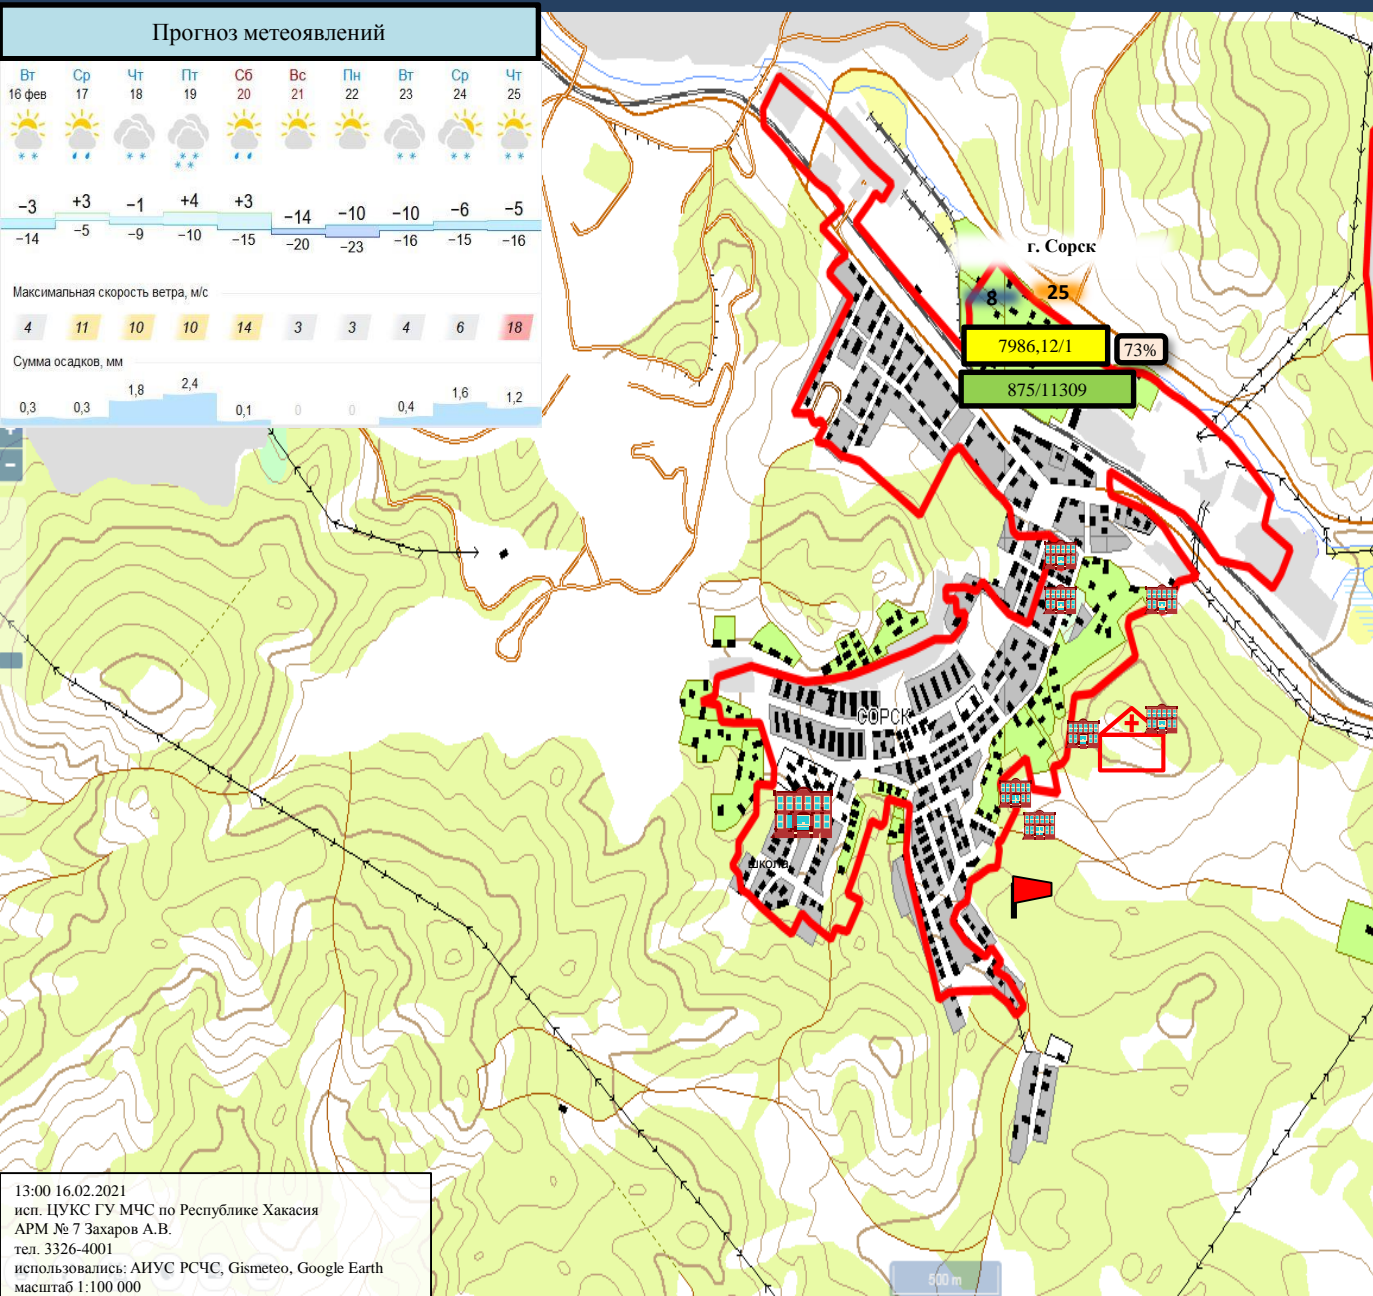 Прогноз метеоявлений
Вт Ср Чт Пт Сб Вс Пн Вт Ср Чт
16 фев 17 18 19 20 21 22 23 24 25
−3 +3 −1 +4 +3 −14 −10 −10 −6 −5
−14 −5 −9 −10 −15 −20 −23 −16 −15 −16
Максимальная скорость ветра, м/с
4 11 10 10 14 3 3 4 6 18
Сумма осадков, мм
0,3 0,3 1,8 2,4 0,1 0 0 0,4 1,6 1,2
г. Сорск
8 25
7986,12/1 73%
875/11309
СОРСК
школа
13:00 16.02.2021
исп. ЦУКС ГУ МЧС по Республике Хакасия
АРМ № 7 Захаров А.В.
тел. 3326-4001
использовались: АИУС РСЧС, Gismeteo, Google Earth
масштаб 1:100 000
500 m